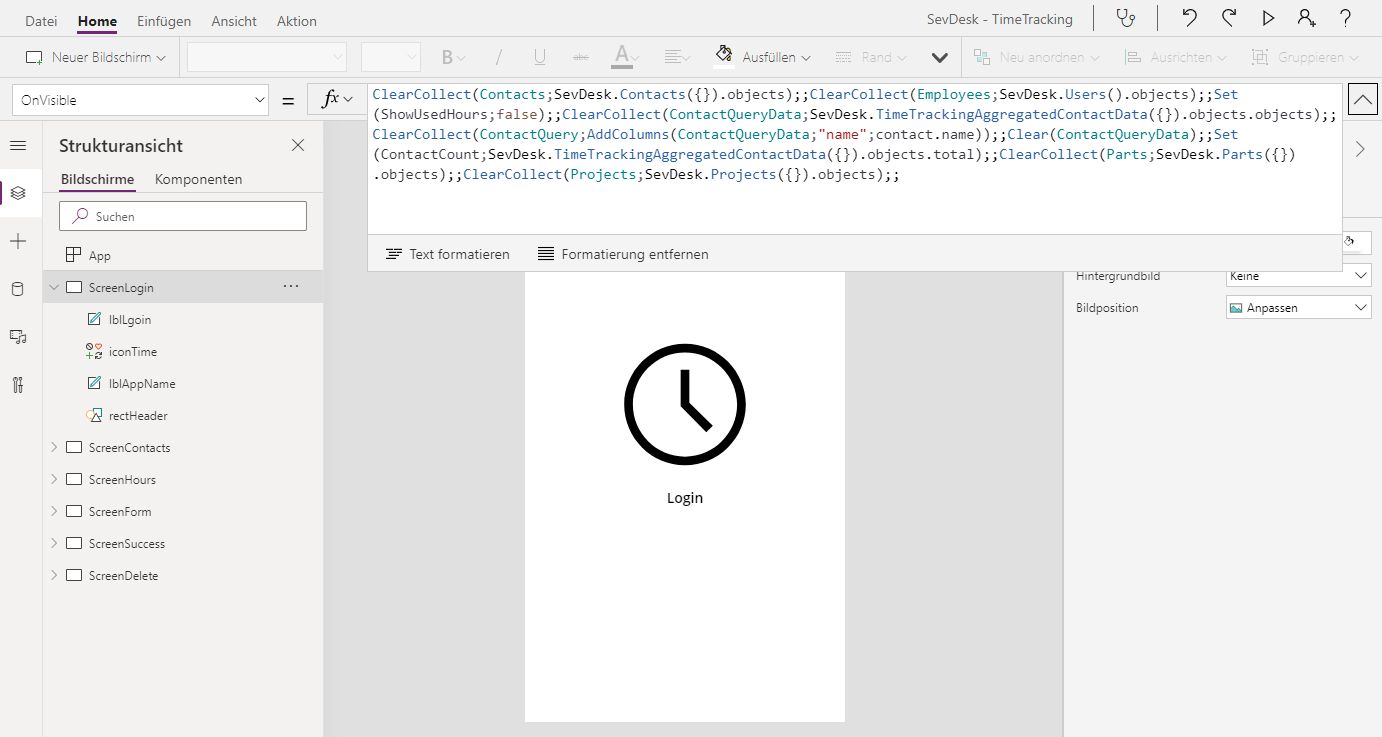 Datei Home Einfügen Ansicht Aktion SevDesk - TimeTracking
Neuer Bildschirm B / U abc A Ausfüllen Rand Neu anordnen Ausrichten Gruppieren
OnVisible = fx
ClearCollect(Contacts;SevDesk.Contacts({}).objects);;ClearCollect(Employees;SevDesk.Users().objects);;Set
(ShowUsedHours;false);;ClearCollect(ContactQueryData;SevDesk.TimeTrackingAggregatedContactData({}).objects.objects);;
ClearCollect(ContactQuery;AddColumns(ContactQueryData;"name";contact.name));;Clear(ContactQueryData);;Set
(ContactCount;SevDesk.TimeTrackingAggregatedContactData({}).objects.total);;ClearCollect(Parts;SevDesk.Parts({})
.objects);;ClearCollect(Projects;SevDesk.Projects({}).objects);;
Text formatieren Formatierung entfernen
Strukturansicht
Bildschirme Komponenten
Suchen
App
ScreenLogin
lblLgoin
iconTime
lblAppName
rectHeader
ScreenContacts
ScreenHours
ScreenForm
ScreenSuccess
ScreenDelete
Login
Hintergrundbild Keine
Bildposition Anpassen